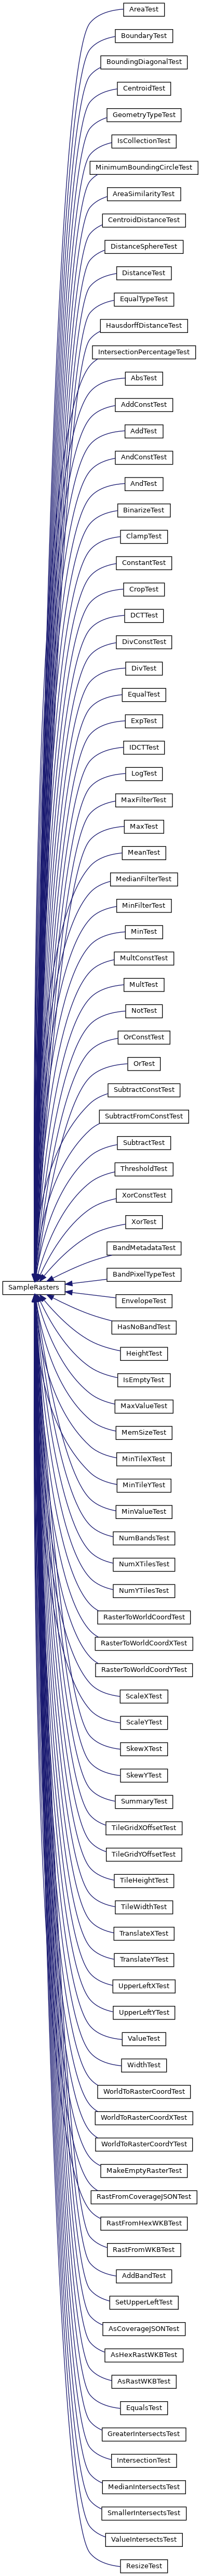 AreaTest
BoundaryTest
BoundingDiagonalTest
CentroidTest
GeometryTypeTest
IsCollectionTest
MinimumBoundingCircleTest
AreaSimilarityTest
CentroidDistanceTest
DistanceSphereTest
DistanceTest
EqualTypeTest
HausdorffDistanceTest
IntersectionPercentageTest
AbsTest
AddConstTest
AddTest
AndConstTest
AndTest
BinarizeTest
ClampTest
ConstantTest
CropTest
DCTTest
DivConstTest
DivTest
EqualTest
ExpTest
IDCTTest
LogTest
MaxFilterTest
MaxTest
MeanTest
MedianFilterTest
MinFilterTest
MinTest
MultConstTest
MultTest
NotTest
OrConstTest
OrTest
SubtractConstTest
SubtractFromConstTest
SubtractTest
ThresholdTest
XorConstTest
XorTest
BandMetadataTest
BandPixelTypeTest
SampleRasters
EnvelopeTest
HasNoBandTest
HeightTest
IsEmptyTest
MaxValueTest
MemSizeTest
MinTileXTest
MinTileYTest
MinValueTest
NumBandsTest
NumXTilesTest
NumYTilesTest
RasterToWorldCoordTest
RasterToWorldCoordXTest
RasterToWorldCoordYTest
ScaleXTest
ScaleYTest
SkewXTest
SkewYTest
SummaryTest
TileGridXOffsetTest
TileGridYOffsetTest
TileHeightTest
TileWidthTest
TranslateXTest
TranslateYTest
UpperLeftXTest
UpperLeftYTest
ValueTest
WidthTest
WorldToRasterCoordTest
WorldToRasterCoordXTest
WorldToRasterCoordYTest
MakeEmptyRasterTest
RastFromCoverageJSONTest
RastFromHexWKBTest
RastFromWKBTest
AddBandTest
SetUpperLeftTest
AsCoverageJSONTest
AsHexRastWKBTest
AsRastWKBTest
EqualsTest
GreaterIntersectsTest
IntersectionTest
MedianIntersectsTest
SmallerIntersectsTest
ValueIntersectsTest
ResizeTest